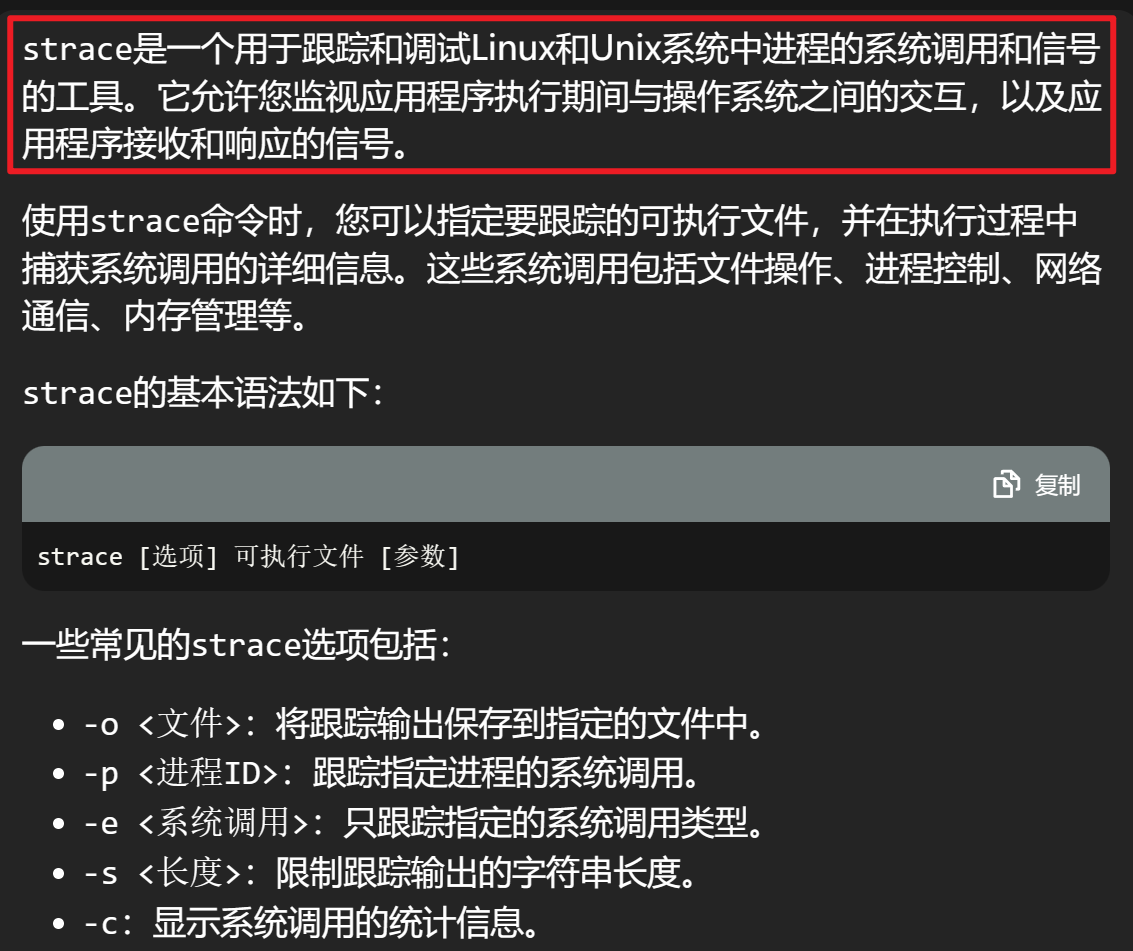 strace是一个用于跟踪和调试Linux和Unix系统中进程的系统调用和信号
的工具。它允许您监视应用程序执行期间与操作系统之间的交互，以及应
用程序接收和响应的信号。
使用strace命令时，您可以指定要跟踪的可执行文件，并在执行过程中
捕获系统调用的详细信息。这些系统调用包括文件操作、进程控制、网络
通信、内存管理等。
strace的基本语法如下：
复制
strace [选项] 可执行文件 [参数]
一些常见的strace选项包括：
• -o <文件>：将跟踪输出保存到指定的文件中。
• -p <进程ID>：跟踪指定进程的系统调用。
• -e <系统调用>：只跟踪指定的系统调用类型。
• -s <长度>：限制跟踪输出的字符串长度。
• -c：显示系统调用的统计信息。